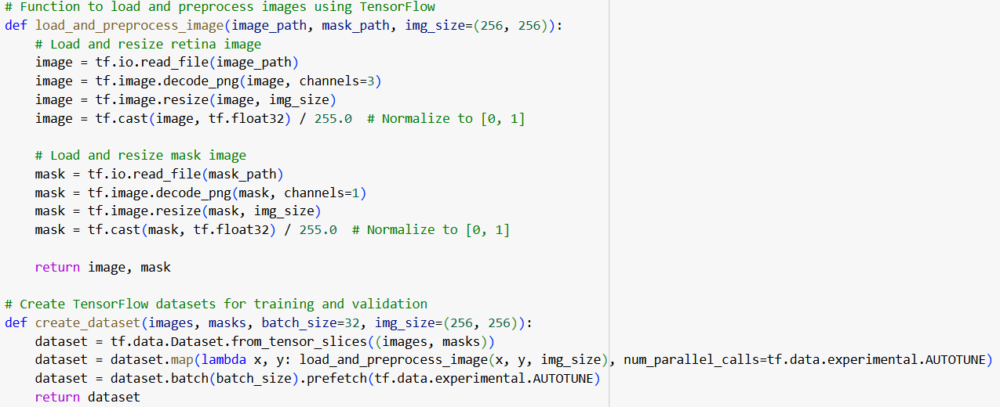 # Function to load and preprocess images using TensorFlow
def load_and_preprocess_image(image_path, mask_path, img_size=(256, 256)):
    # Load and resize retina image
    image = tf.io.read_file(image_path)
    image = tf.image.decode_png(image, channels=3)
    image = tf.image.resize(image, img_size)
    image = tf.cast(image, tf.float32) / 255.0  # Normalize to [0, 1]

    # Load and resize mask image
    mask = tf.io.read_file(mask_path)
    mask = tf.image.decode_png(mask, channels=1)
    mask = tf.image.resize(mask, img_size)
    mask = tf.cast(mask, tf.float32) / 255.0  # Normalize to [0, 1]

    return image, mask

# Create TensorFlow datasets for training and validation
def create_dataset(images, masks, batch_size=32, img_size=(256, 256)):
    dataset = tf.data.Dataset.from_tensor_slices((images, masks))
    dataset = dataset.map(lambda x, y: load_and_preprocess_image(x, y, img_size), num_parallel_calls=tf.data.experimental.AUTOTUNE)
    dataset = dataset.batch(batch_size).prefetch(tf.data.experimental.AUTOTUNE)
    return dataset